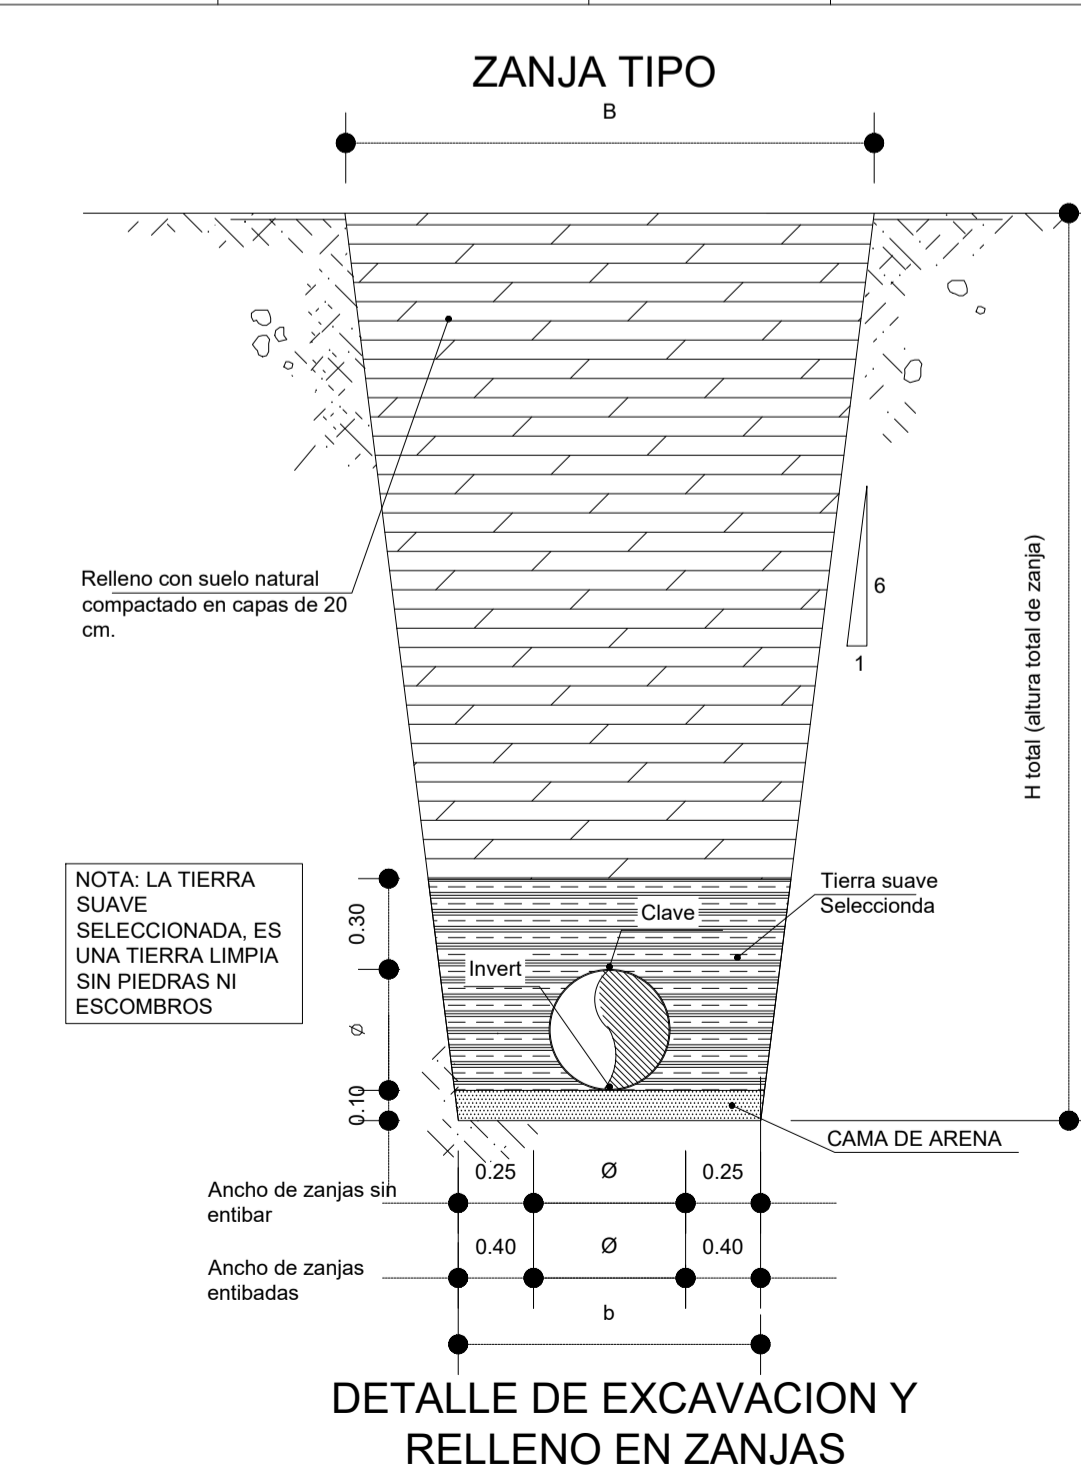 ZANJA TIPO
B
Relleno con suelo natural
compactado en capas de 20
cm.
6
1
H total (altura total de zanja)
NOTA: LA TIERRA
SUAVE
SELECCIONADA, ES
UNA TIERRA LIMPIA
SIN PIEDRAS NI
ESCOMBROS
0.30
Ø
0.10
Clave
Invert
Tierra suave
Seleccionda
CAMA DE ARENA
Ancho de zanjas sin
entibar
0.25
Ø
0.25
Ancho de zanjas
entibadas
0.40
Ø
0.40
b
DETALLE DE EXCAVACION Y
RELLENO EN ZANJAS